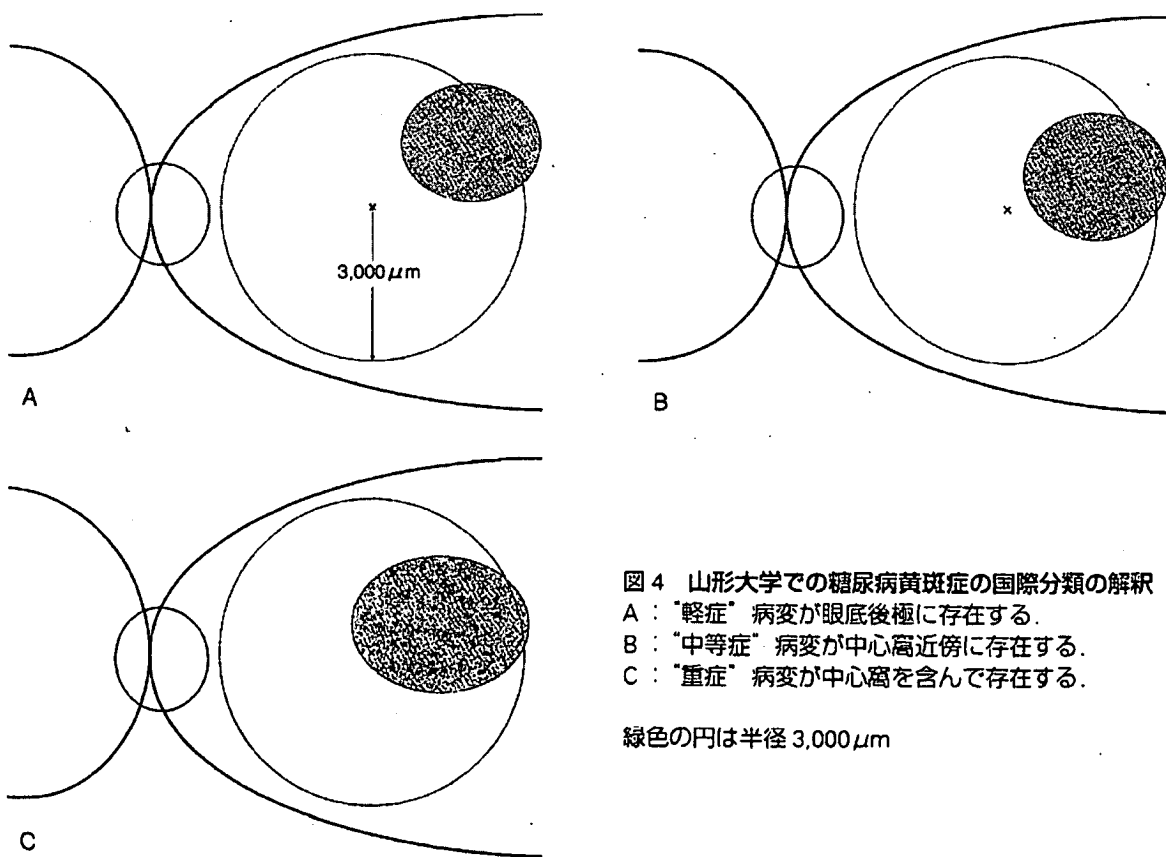 3,000μm
A
B
C
図4 山形大学での糖尿病黄斑症の国際分類の解釈
A："軽症" 病変が眼底後極に存在する．
B："中等症" 病変が中心窩近傍に存在する．
C："重症" 病変が中心窩を含んで存在する．
緑色の円は半径3,000μm